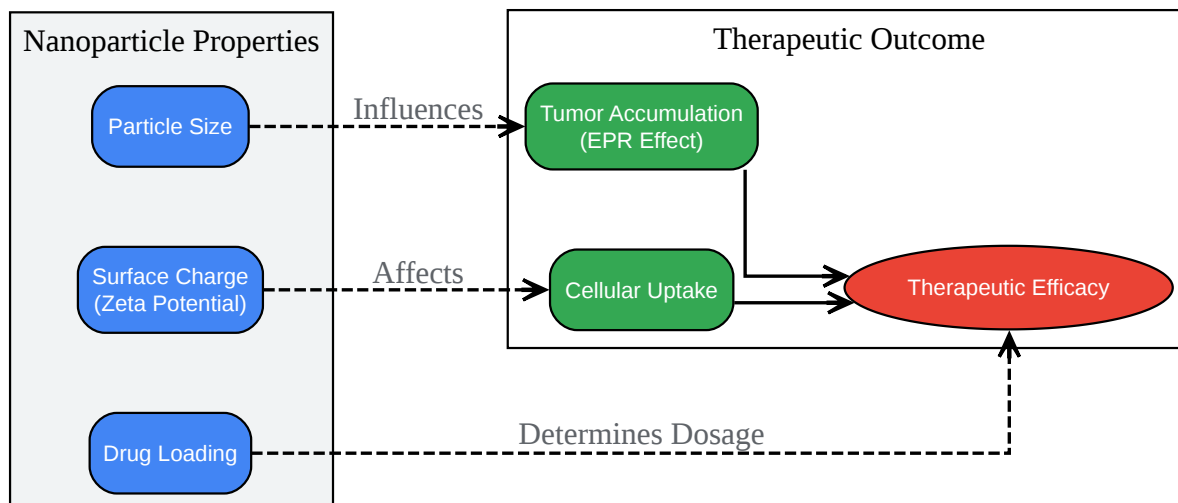 Nanoparticle Properties
Therapeutic Outcome
Particle Size
Influences
Tumor Accumulation
(EPR Effect)
Surface Charge
(Zeta Potential)
Affects
Cellular Uptake
Therapeutic Efficacy
Drug Loading
Determines Dosage